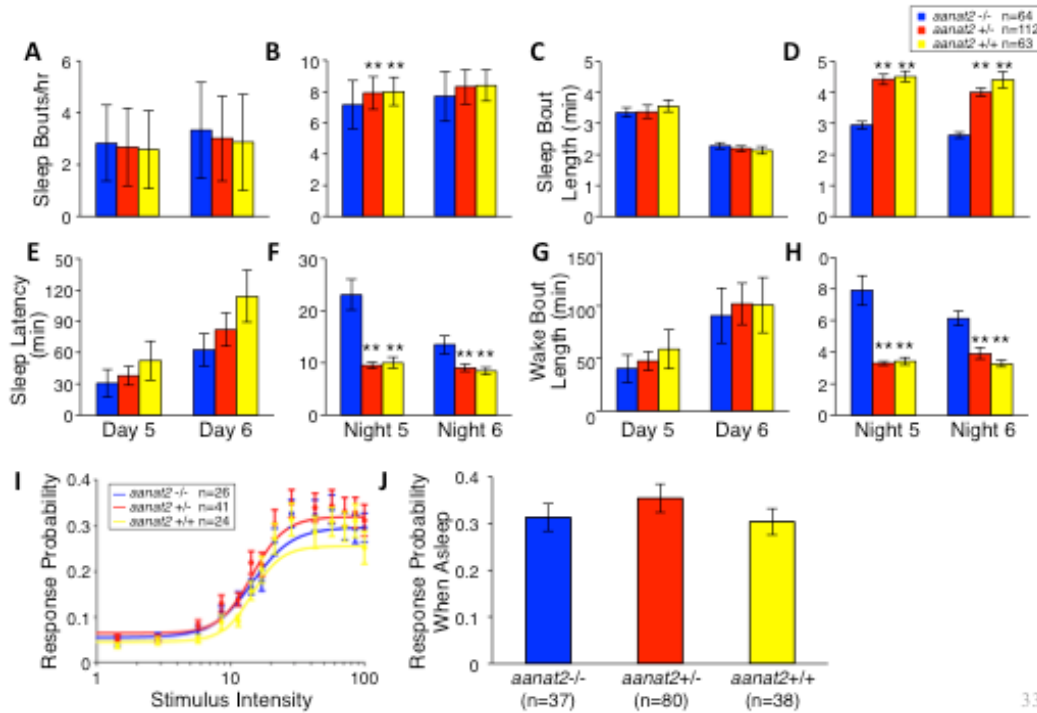 aanat2 -/- n=64
aanat2 +/- n=112
aanat2 +/+ n=63
A
B
C
D
Sleep Bouts/hr
6
4
2
0
** **
10
8
6
4
2
0
Sleep Bout
Length (min)
5
4
3
2
1
0
** **
** **
5
4
3
2
1
0
E
F
G
H
Sleep Latency
(min)
50
120
90
60
30
0
Day 5
Day 6
30
20
10
0
** **
** **
Night 5
Night 6
Wake Bout
Length (min)
150
100
50
0
Day 5
Day 6
0
8
6
4
2
0
** **
** **
Night 5
Night 6
I
Response Probability
0.4
0.3
0.2
0.1
0
aanat2 -/- n=26
aanat2 +/- n=41
aanat2 +/+ n=24
1
10
100
Stimulus Intensity
J
Response Probability
When Asleep
0.4
0.3
0.2
0.1
0
aanat2-/-
(n=37)
aanat2+/-
(n=80)
aanat2+/+
(n=38)
33